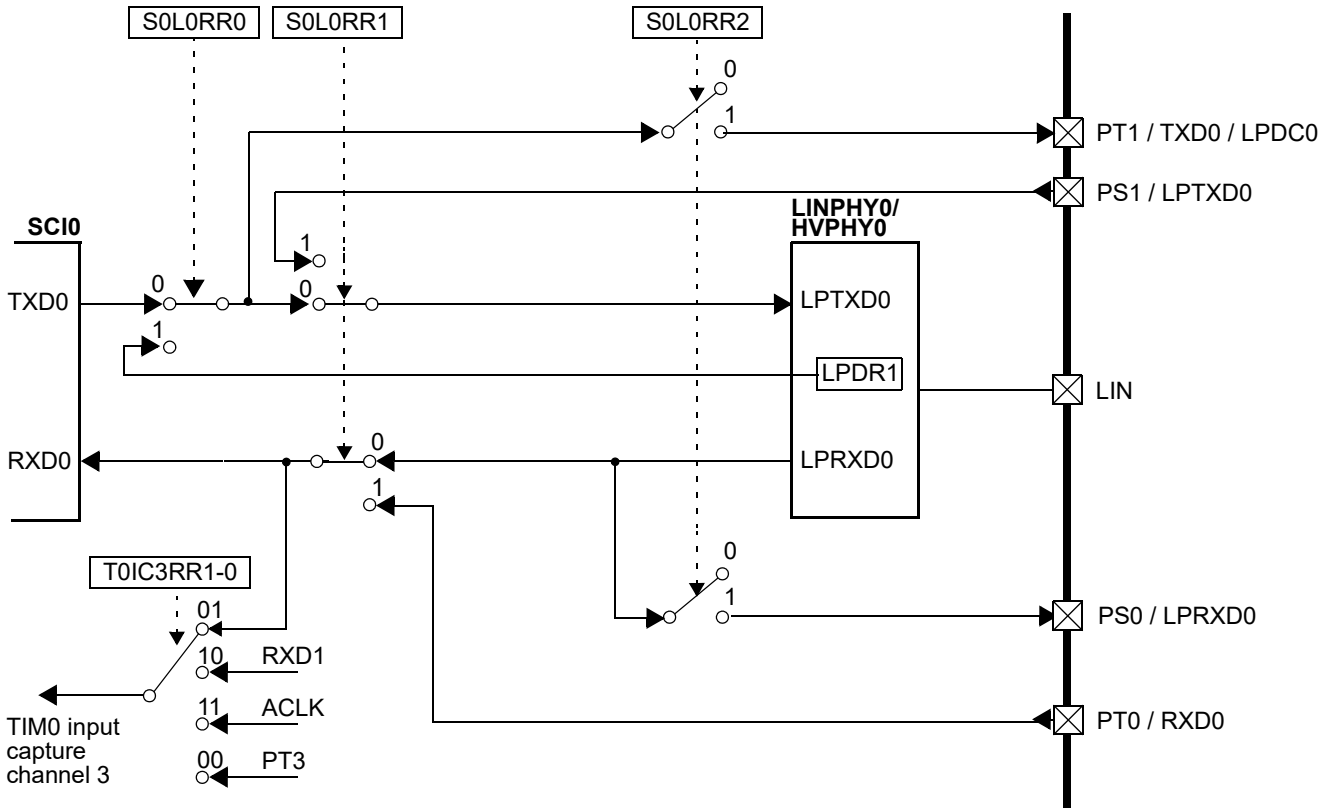 S0L0RR0
S0L0RR1
S0L0RR2
0
1
PT1 / TXD0 / LPDC0
PS1 / LPTXD0
SCI0
LINPHY0/
HVPHY0
1
0
0
TXD0
LPTXD0
1
LPDR1
LIN
0
RXD0
LPRXD0
1
0
T0IC3RR1-0
1
01
PS0 / LPRXD0
10
RXD1
11
ACLK
PT0 / RXD0
TIM0 input
capture
channel 3
00
PT3